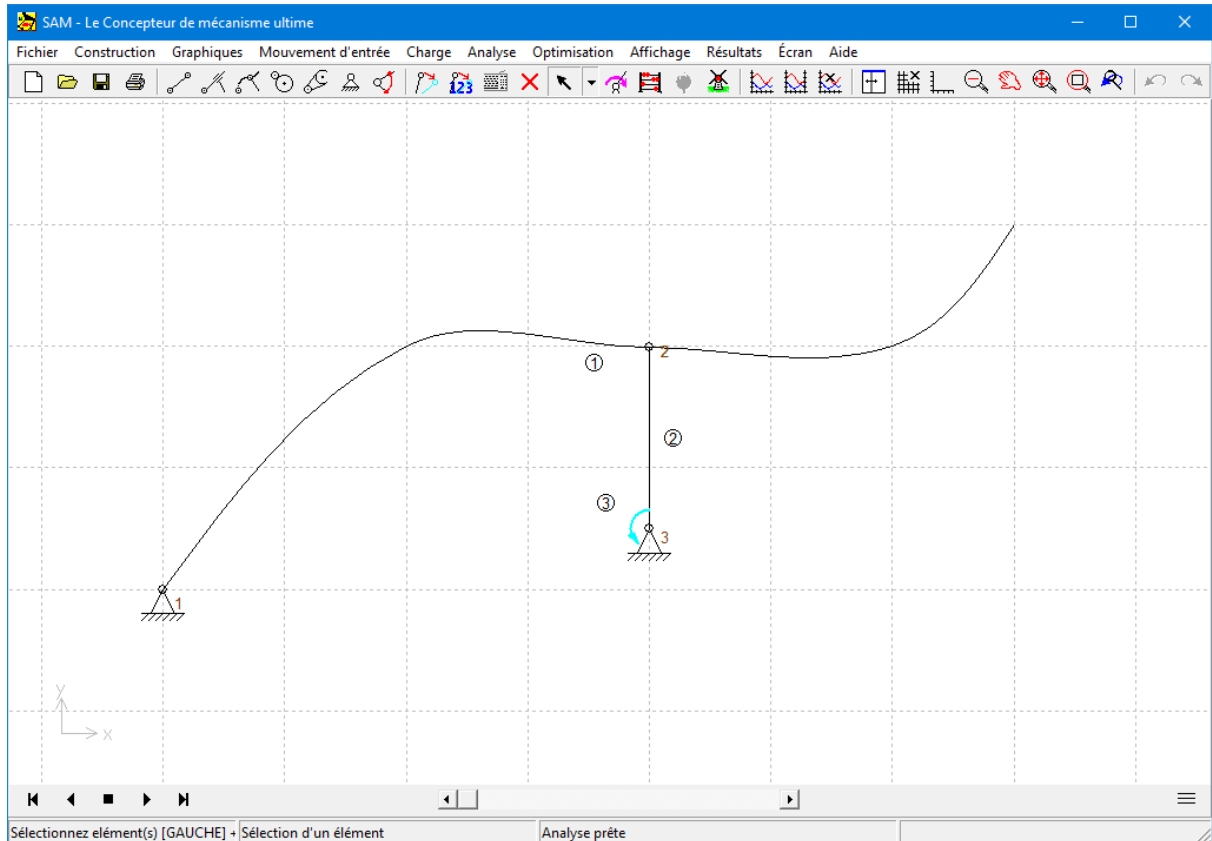 SAM - Le Concepteur de mécanisme ultime
Fichier Construction Graphiques Mouvement d'entrée Charge Analyse Optimisation Affichage Résultats Écran Aide
123
1 2
2
3
3
1
y
x
Sélectionnez elément(s) [GAUCHE] + Sélection d'un élément Analyse prête